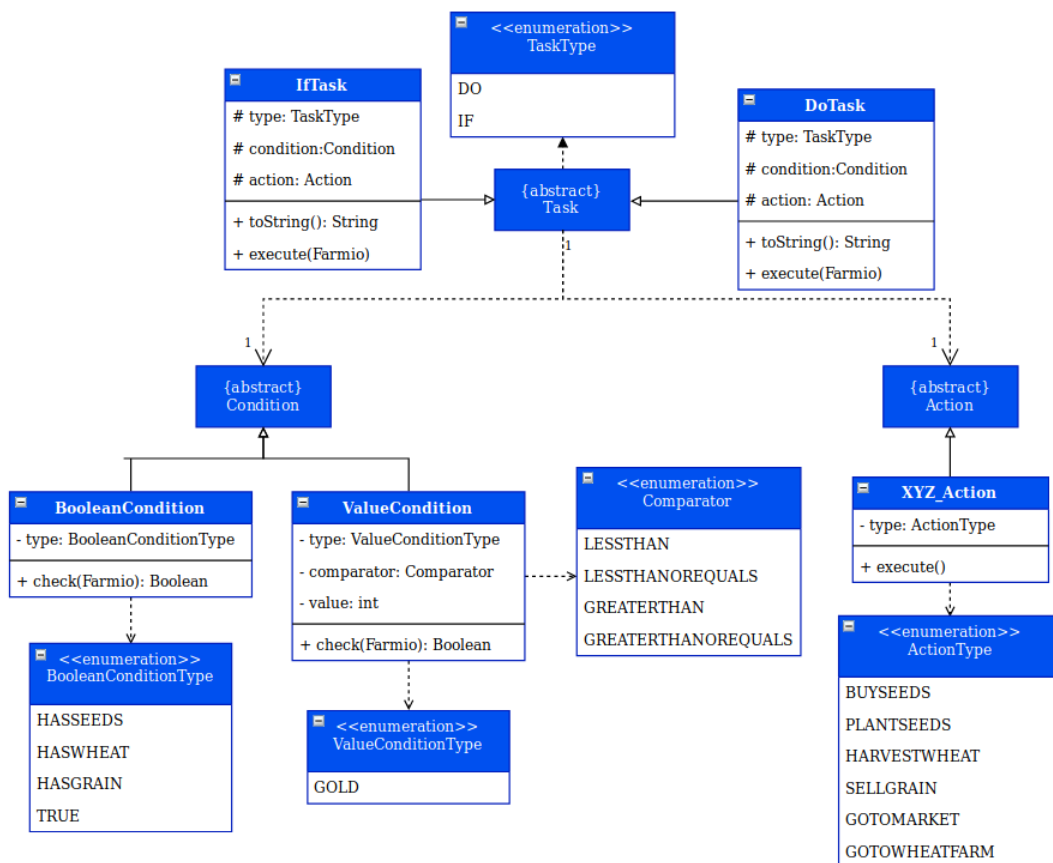 <<enumeration>>
TaskType
DO
IF
IfTask
# type: TaskType
# condition:Condition
# action: Action
+ toString(): String
+ execute(Farmio)
{abstract}
Task
DoTask
# type: TaskType
# condition:Condition
# action: Action
+ toString(): String
+ execute(Farmio)
1
1
1
{abstract}
Condition
{abstract}
Action
BooleanCondition
- type: BooleanConditionType
+ check(Farmio): Boolean
ValueCondition
- type: ValueConditionType
- comparator: Comparator
- value: int
+ check(Farmio): Boolean
<<enumeration>>
Comparator
LESSTHAN
LESSTHANOREQUALS
GREATERTHAN
GREATERTHANOREQUALS
XYZ_Action
- type: ActionType
+ execute()
<<enumeration>>
BooleanConditionType
HASSEEDS
HASWHEAT
HASGRAIN
TRUE
<<enumeration>>
ValueConditionType
GOLD
<<enumeration>>
ActionType
BUYSEEDS
PLANTSEEDS
HARVESTWHEAT
SELLGRAIN
GOTOMARKET
GOTOWHEATFARM